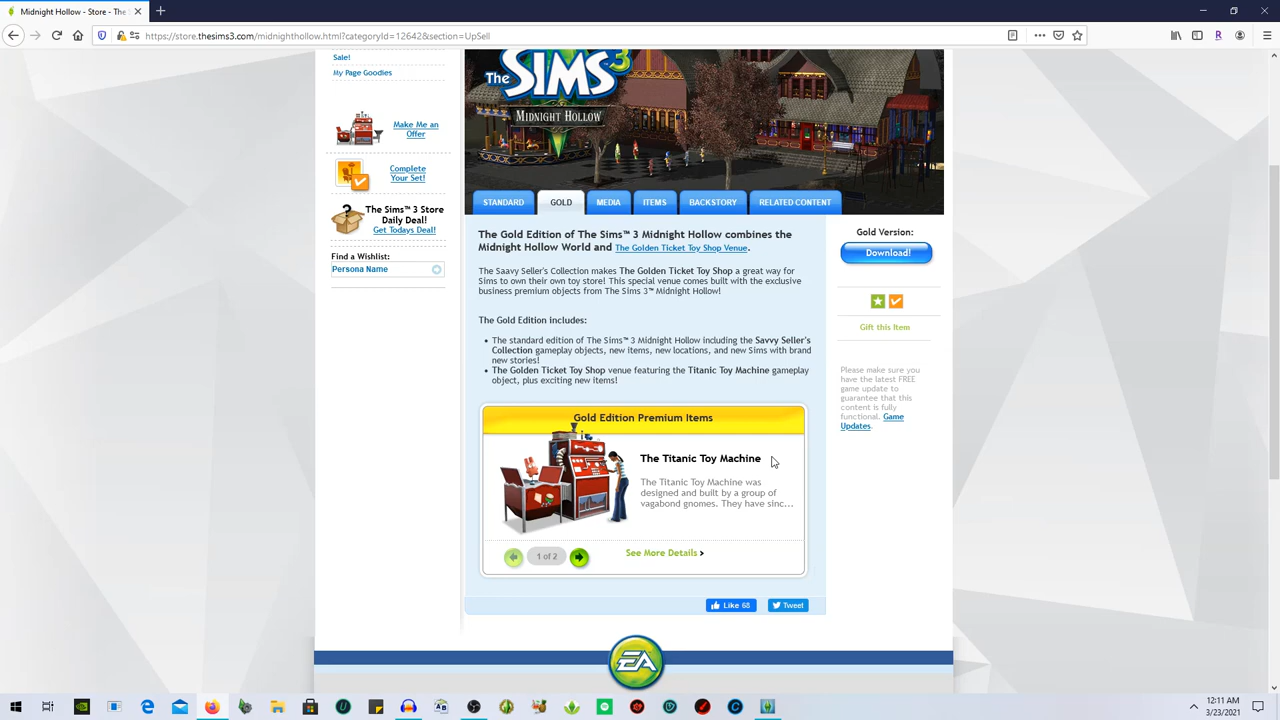 Midnight Hollow - Store - The S
https://store.thesims3.com/midnighthollow.html?categoryId=12642&section=UpSell
Sale!
My Page Goodies
Make Me an
Offer
Complete
Your Set!
The Sims™ 3 Store
Daily Deal!
Get Todays Deal!
Find a Wishlist:
Persona Name
The SIMS 3
MIDNIGHT HOLLOW
STANDARD GOLD MEDIA ITEMS BACKSTORY RELATED CONTENT
The Gold Edition of The Sims™ 3 Midnight Hollow combines the
Midnight Hollow World and The Golden Ticket Toy Shop Venue.
The Saavy Seller's Collection makes The Golden Ticket Toy Shop a great way for
Sims to own their own toy store! This special venue comes built with the exclusive
business premium objects from The Sims 3™ Midnight Hollow!
The Gold Edition includes:
• The standard edition of The Sims™ 3 Midnight Hollow including the Savvy Seller's
Collection gameplay objects, new items, new locations, and new Sims with brand
new stories!
• The Golden Ticket Toy Shop venue featuring the Titanic Toy Machine gameplay
object, plus exciting new items!
Gold Edition Premium Items
The Titanic Toy Machine
The Titanic Toy Machine was
designed and built by a group of
vagabond gnomes. They have sinc...
1 of 2
See More Details >
Like 68 Tweet
Gold Version:
Download!
Gift this Item
Please make sure you
have the latest FREE
game update to
guarantee that this
content is fully
functional. Game
Updates.
EA
12:11 AM
3/23/2021